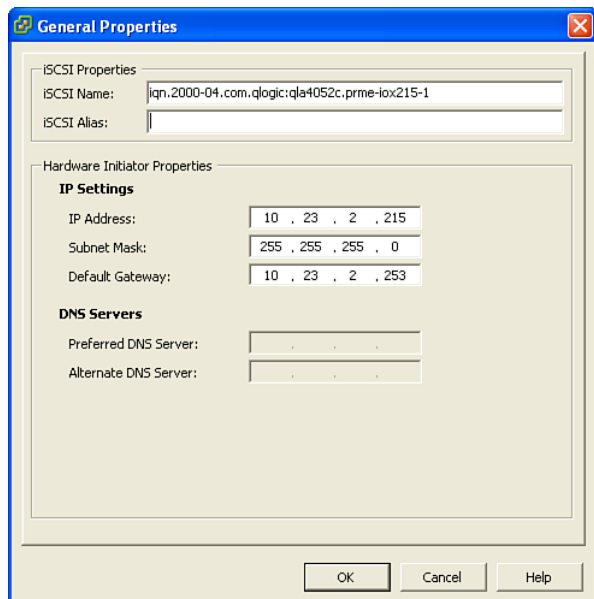 General Properties
iSCSI Properties
iSCSI Name: iqn.2000-04.com.qlogic:qla4052c.prme-iox215-1
iSCSI Alias:
Hardware Initiator Properties
IP Settings
IP Address: 10 . 23 . 2 . 215
Subnet Mask: 255 . 255 . 255 . 0
Default Gateway: 10 . 23 . 2 . 253
DNS Servers
Preferred DNS Server: . . .
Alternate DNS Server: . . .
OK Cancel Help